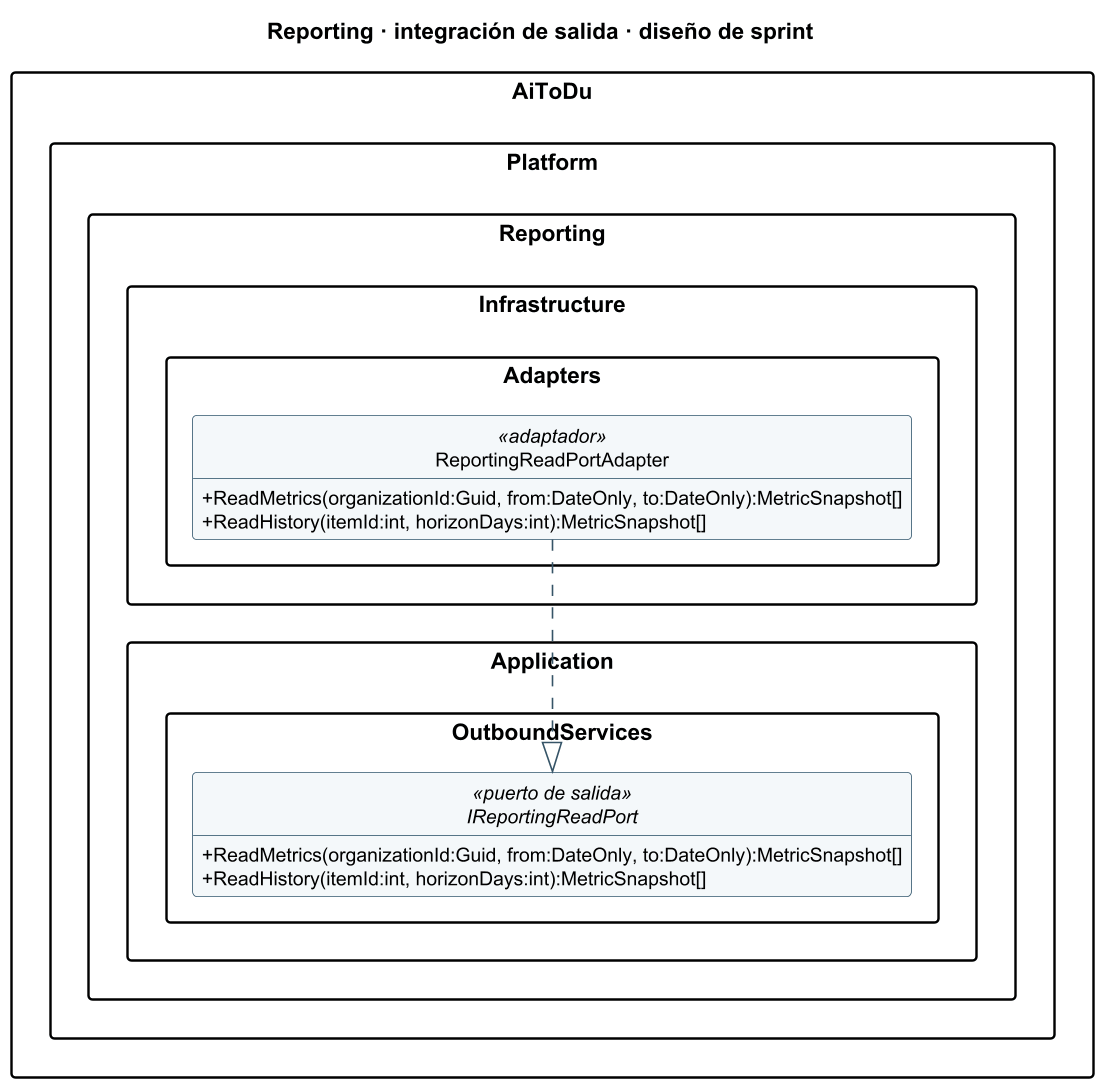 Reporting · integración de salida · diseño de sprint
AiToDu
Platform
Reporting
Infrastructure
Adapters
«adaptador»
ReportingReadPortAdapter
+ReadMetrics(organizationId:Guid, from:DateOnly, to:DateOnly):MetricSnapshot[]
+ReadHistory(itemId:int, horizonDays:int):MetricSnapshot[]
Application
OutboundServices
«puerto de salida»
IReportingReadPort
+ReadMetrics(organizationId:Guid, from:DateOnly, to:DateOnly):MetricSnapshot[]
+ReadHistory(itemId:int, horizonDays:int):MetricSnapshot[]